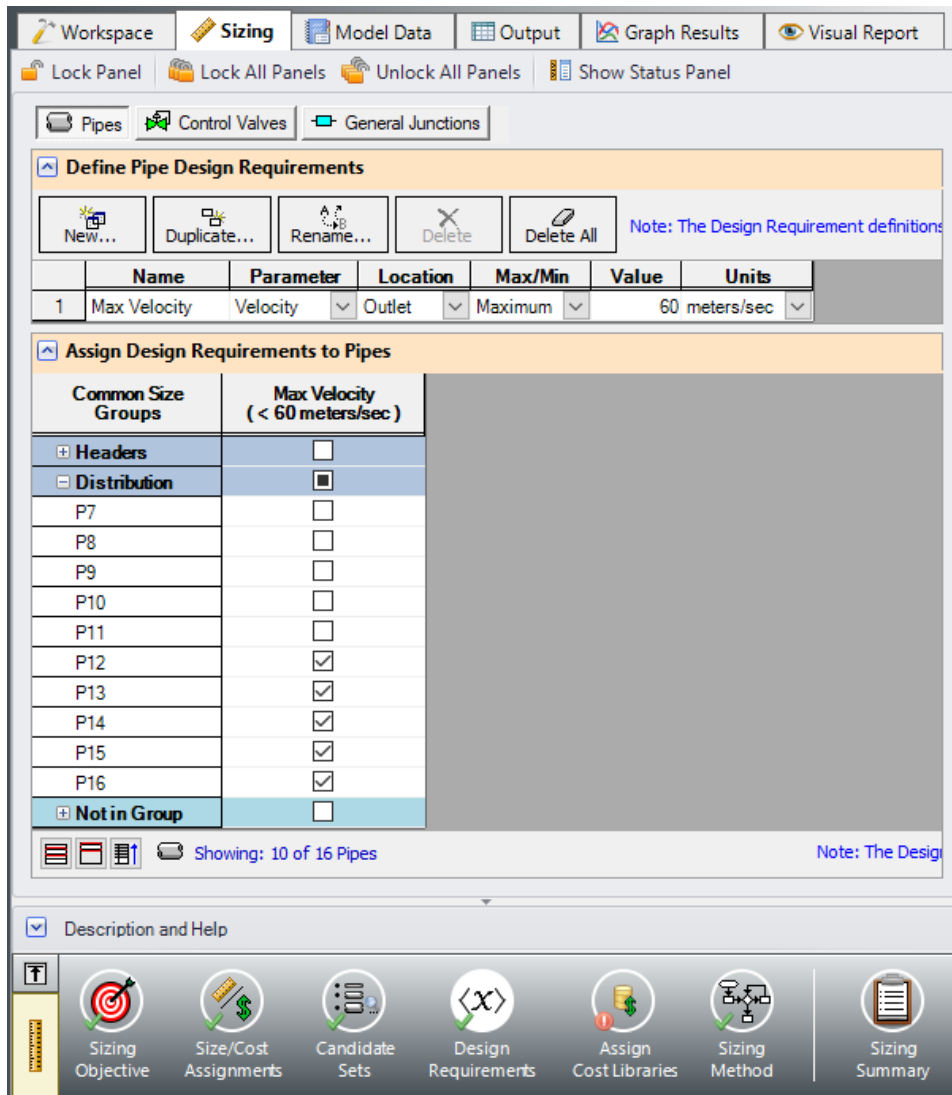 Workspace Sizing Model Data Output Graph Results Visual Report
Lock Panel Lock All Panels Unlock All Panels Show Status Panel
Pipes Control Valves General Junctions
Define Pipe Design Requirements
New... Duplicate... Rename... Delete Delete All Note: The Design Requirement definitions
Name Parameter Location Max/Min Value Units
1 Max Velocity Velocity Outlet Maximum 60 meters/sec
Assign Design Requirements to Pipes
Common Size Groups Max Velocity ( < 60 meters/sec )
Headers
Distribution
P7
P8
P9
P10
P11
P12
P13
P14
P15
P16
Not in Group
Showing: 10 of 16 Pipes Note: The Desig
Description and Help
Sizing Objective Size/Cost Assignments Candidate Sets Design Requirements Assign Cost Libraries Sizing Method Sizing Summary